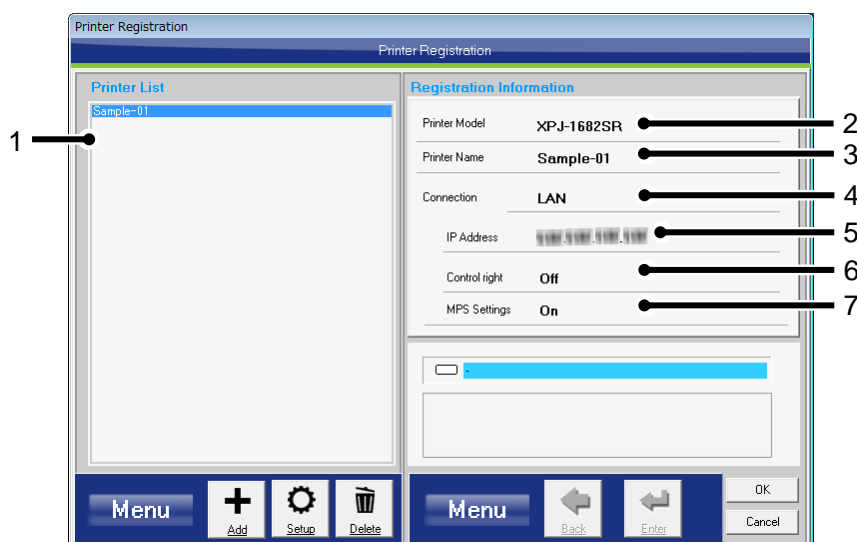 Printer Registration
Printer Registration
Printer List
Sample-01
1
Registration Information
Printer Model XPJ-1682SR 2
Printer Name Sample-01 3
Connection LAN 4
IP Address 5
Control right Off 6
MPS Settings On 7
-
Menu
Add
Setup
Delete
Menu
Back
Enter
OK
Cancel